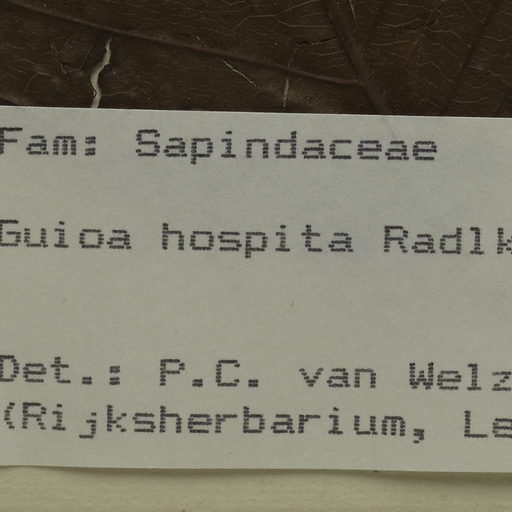 Fam: Sapindaceae
Guioa hospita Radlk
Det.: P.C. van Welz
(Rijksherbarium, Le